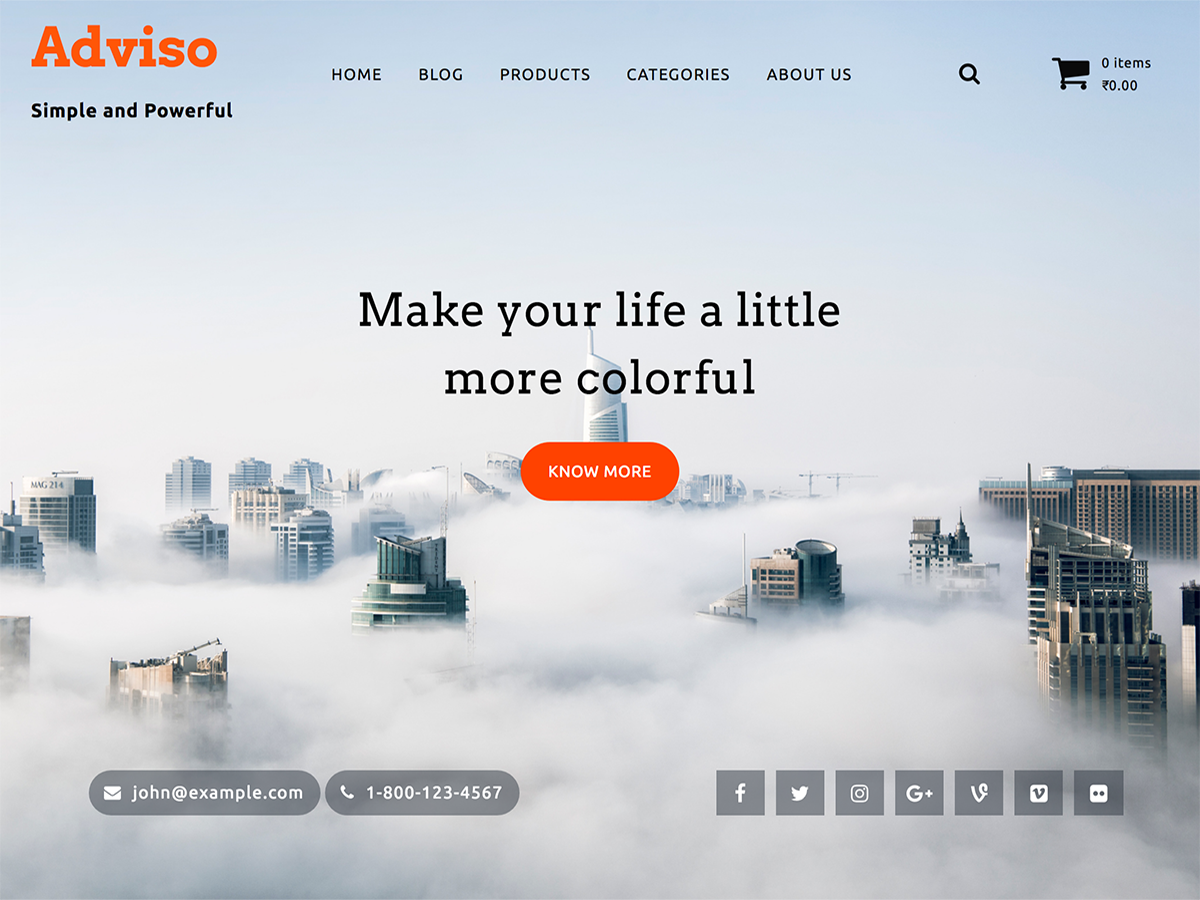 Adviso
Simple and Powerful
HOME
BLOG
PRODUCTS
CATEGORIES
ABOUT US
0 items
₹0.00
Make your life a little
more colorful
KNOW MORE
MAG 214
john@example.com
1-800-123-4567